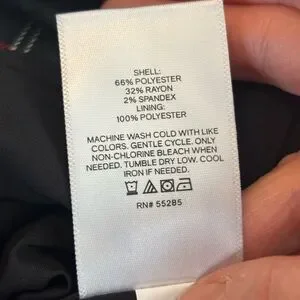 SHELL:
66% POLYESTER
32% RAYON
2% SPANDEX
LINING:
100% POLYESTER
MACHINE WASH COLD WITH LIKE
COLORS. GENTLE CYCLE. ONLY
NON-CHLORINE BLEACH WHEN
NEEDED. TUMBLE DRY LOW. COOL
IRON IF NEEDED.
RN# 55285